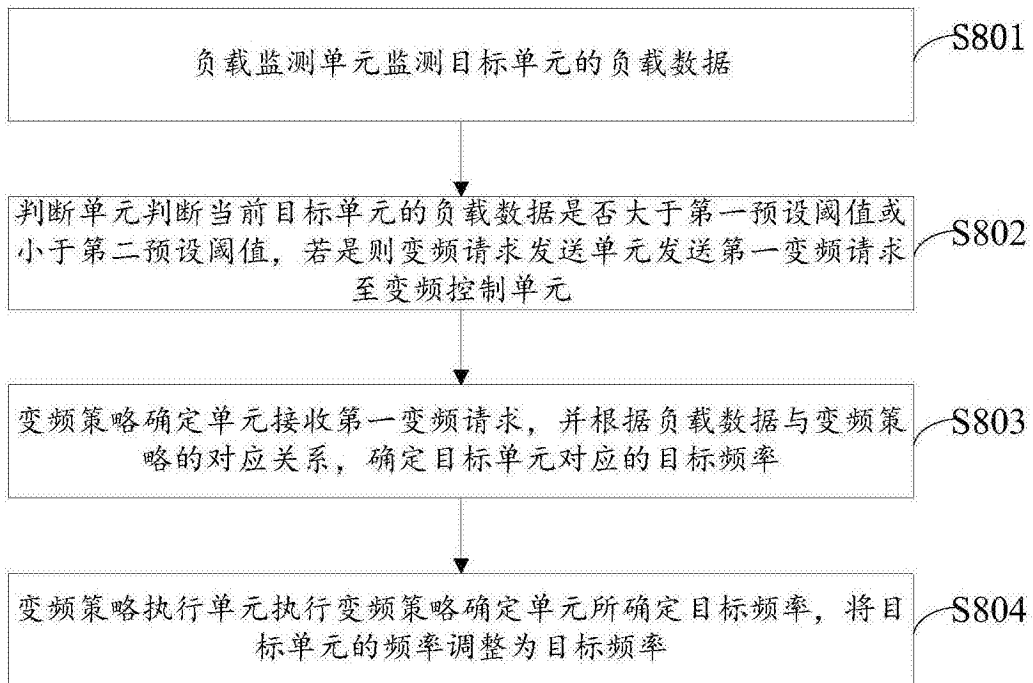 负载监测单元监测目标单元的负载数据
S801
判断单元判断当前目标单元的负载数据是否大于第一预设阈值或
小于第二预设阈值，若是则变频请求发送单元发送第一变频请求
至变频控制单元
S802
变频策略确定单元接收第一变频请求，并根据负载数据与变频策
略的对应关系，确定目标单元对应的目标频率
S803
变频策略执行单元执行变频策略确定单元所确定目标频率，将目
标单元的频率调整为目标频率
S804